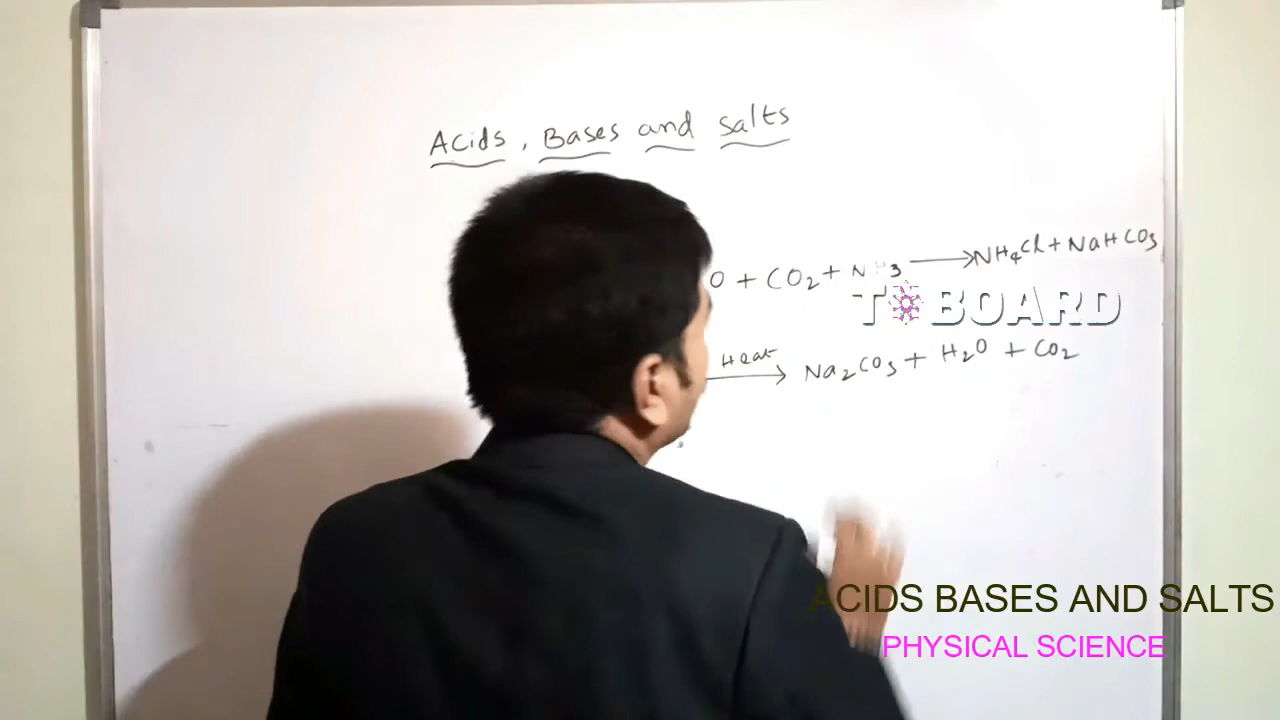 Acids, Bases and Salts
O + CO2 + NH3 → NH4Cl + NaHCO3
T BOARD
Heat
→ Na2CO3 + H2O + CO2
ACIDS BASES AND SALTS
PHYSICAL SCIENCE